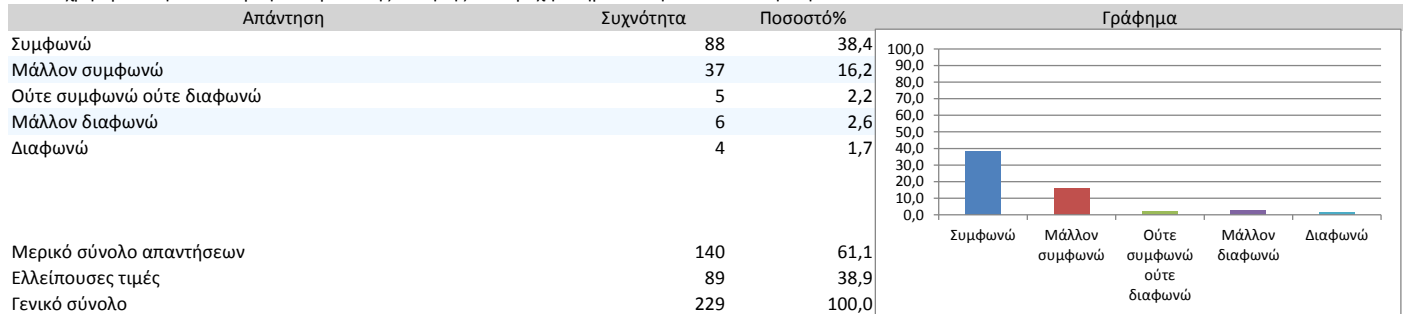 Απάντηση Συχνότητα Ποσοστό% Γράφημα
Συμφωνώ 88 38,4
Μάλλον συμφωνώ 37 16,2
Ούτε συμφωνώ ούτε διαφωνώ 5 2,2
Μάλλον διαφωνώ 6 2,6
Διαφωνώ 4 1,7
Μερικό σύνολο απαντήσεων 140 61,1
Ελλείπουσες τιμές 89 38,9
Γενικό σύνολο 229 100,0
100,0
90,0
80,0
70,0
60,0
50,0
40,0
30,0
20,0
10,0
0,0
Συμφωνώ Μάλλον συμφωνώ Ούτε συμφωνώ ούτε διαφωνώ Μάλλον διαφωνώ Διαφωνώ